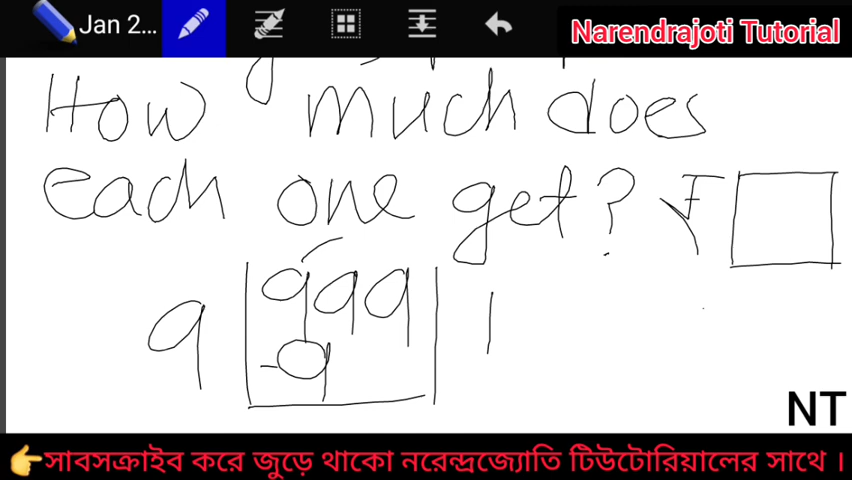 Jan 2...
Narendrajoti Tutorial
How much does
each one get? ₹
9 999 1
-9
NT
👉সাবসক্রাইব করে জুড়ে থাকো নরেন্দ্রজ্যোতি টিউটোরিয়ালের সাথে ।